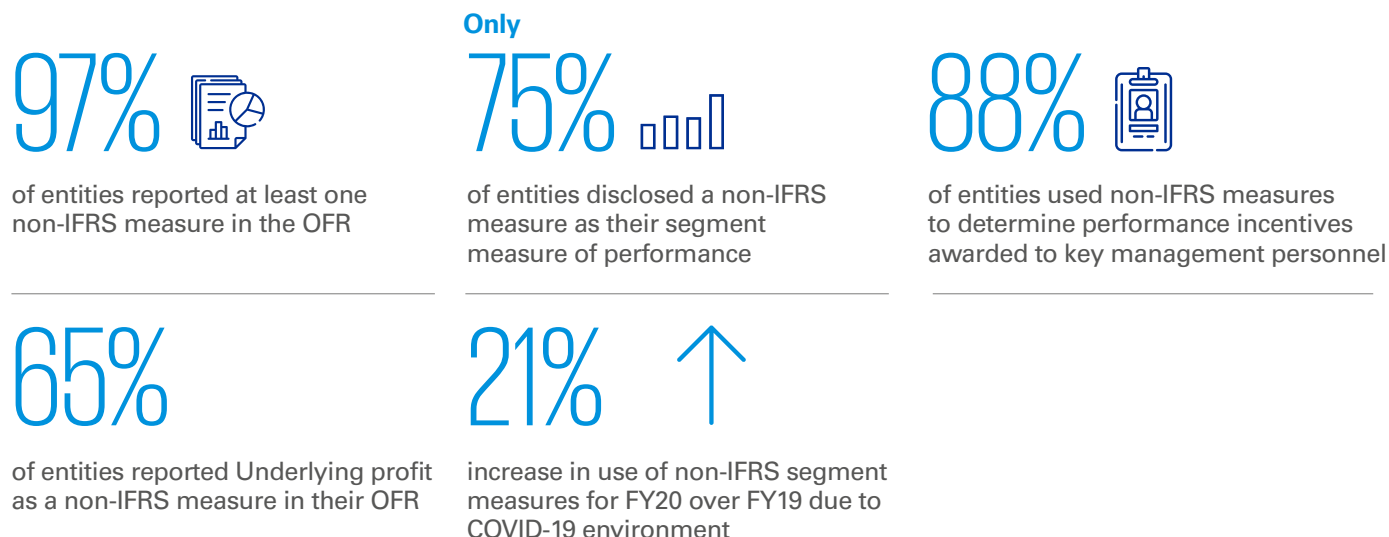 97%
of entities reported at least one
non-IFRS measure in the OFR
Only
75%
of entities disclosed a non-IFRS
measure as their segment
measure of performance
88%
of entities used non-IFRS measures
to determine performance incentives
awarded to key management personnel
65%
of entities reported Underlying profit
as a non-IFRS measure in their OFR
21%
increase in use of non-IFRS segment
measures for FY20 over FY19 due to
COVID-19 environment